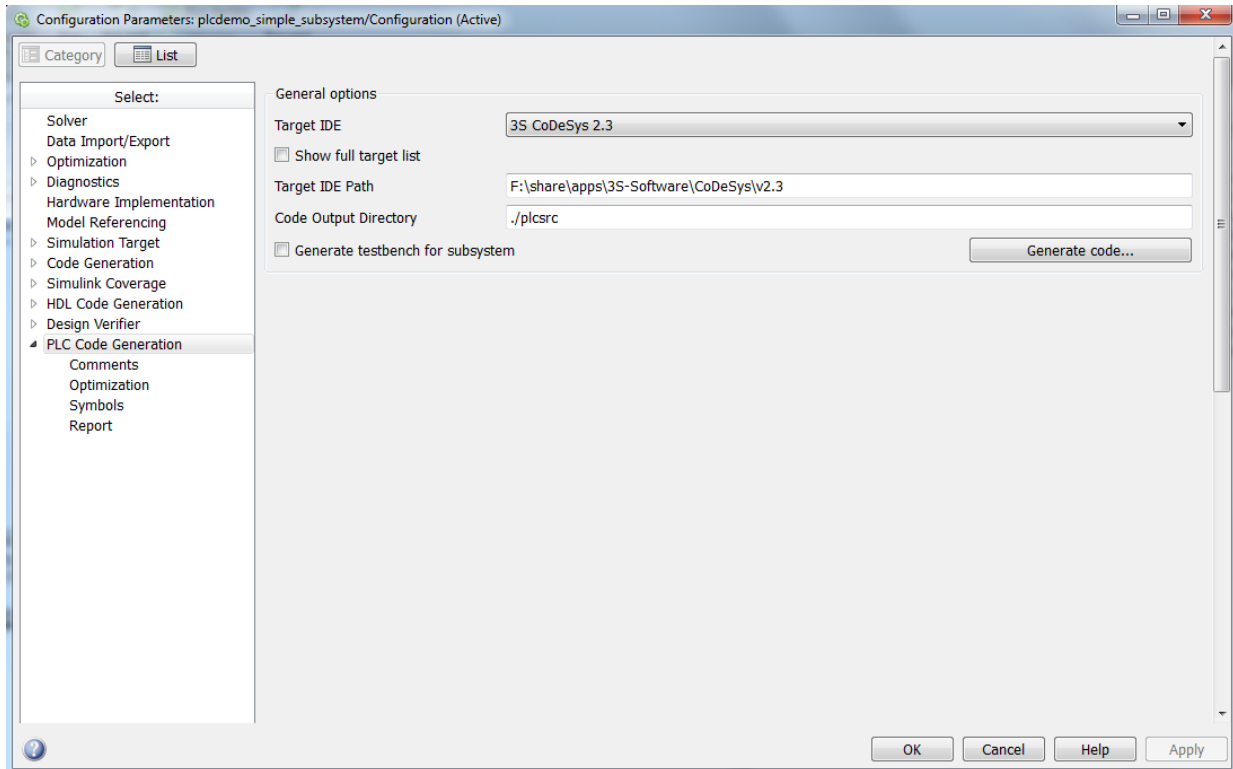 Configuration Parameters: plcdemo_simple_subsystem/Configuration (Active)
Category List
Select:
Solver
Data Import/Export
Optimization
Diagnostics
Hardware Implementation
Model Referencing
Simulation Target
Code Generation
Simulink Coverage
HDL Code Generation
Design Verifier
PLC Code Generation
Comments
Optimization
Symbols
Report
General options
Target IDE 3S CoDeSys 2.3
Show full target list
Target IDE Path F:\share\apps\3S-Software\CoDeSys\v2.3
Code Output Directory ./plcsrc
Generate testbench for subsystem Generate code...
OK Cancel Help Apply